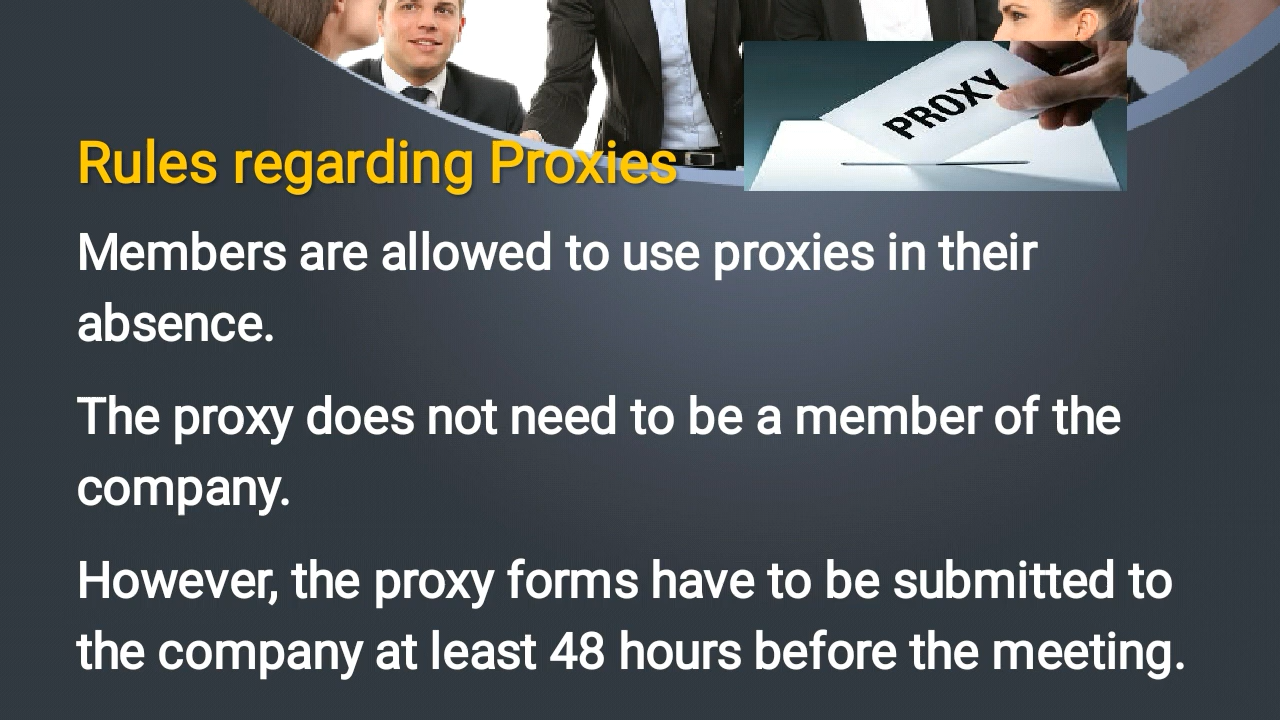 PROXY
Rules regarding Proxies
Members are allowed to use proxies in their
absence.
The proxy does not need to be a member of the
company.
However, the proxy forms have to be submitted to
the company at least 48 hours before the meeting.